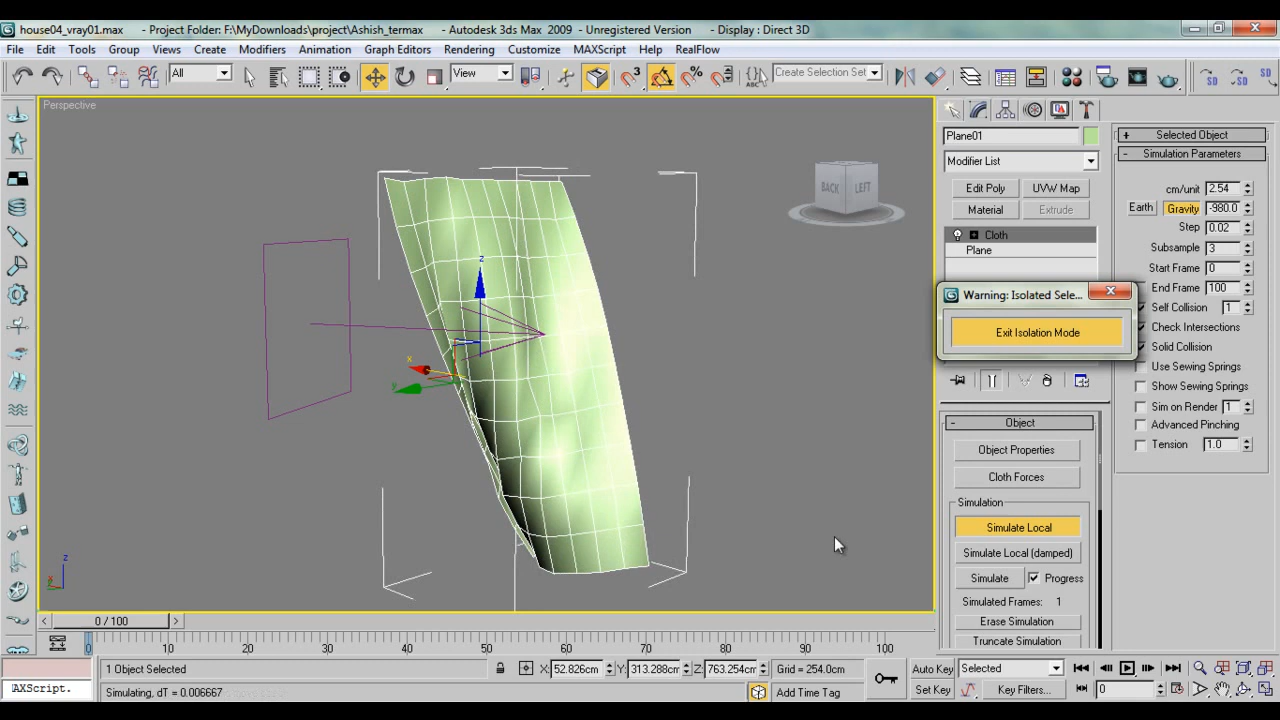 house04_vray01.max - Project Folder: F:\MyDownloads\project\Ashish_termax - Autodesk 3ds Max 2009 - Unregistered Version - Display : Direct 3D
File Edit Tools Group Views Create Modifiers Animation Graph Editors Rendering Customize MAXScript Help RealFlow
All View 3 % ABC Create Selection Set SD SD SD
Perspective
BACK LEFT
z
x
y
z
x
Plane01
Modifier List
Edit Poly UVW Map
Material Extrude
Cloth
Plane
Warning: Isolated Sele...
Exit Isolation Mode
- Object
Object Properties
Cloth Forces
Simulation
Simulate Local
Simulate Local (damped)
Simulate Progress
Simulated Frames: 1
Erase Simulation
Truncate Simulation
+ Selected Object
- Simulation Parameters
cm/unit 2.54
Earth Gravity -980.0
Step 0.02
Subsample 3
Start Frame 0
End Frame 100
Self Collision 1
Check Intersections
Solid Collision
Use Sewing Springs
Show Sewing Springs
Sim on Render 1
Advanced Pinching
Tension 1.0
0 / 100
0 10 20 30 40 50 60 70 80 90 100
1 Object Selected X: 52.826cm Y: 313.288cm Z: 763.254cm Grid = 254.0cm Auto Key Selected
AXScript. Simulating, dT = 0.006667 Add Time Tag Set Key Key Filters... 0